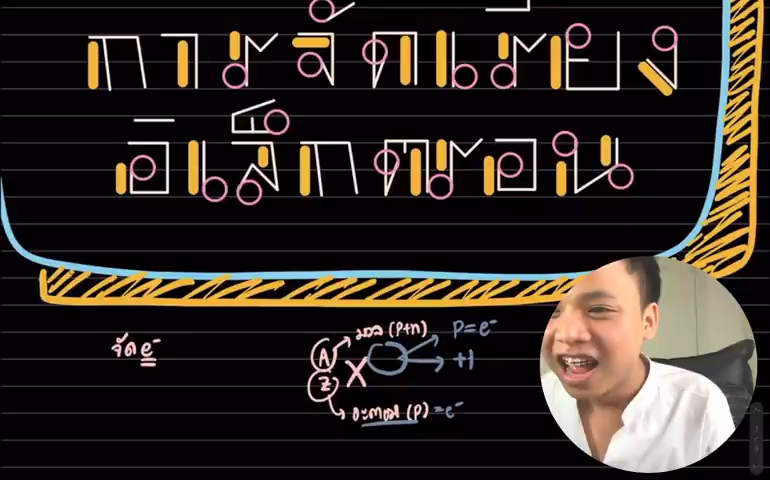 การจัดเรียง
อิเล็กตรอน
จัด e⁻
A
มวล (p+n)
P=e⁻
X
+1
Z
อะตอม (p) =e⁻